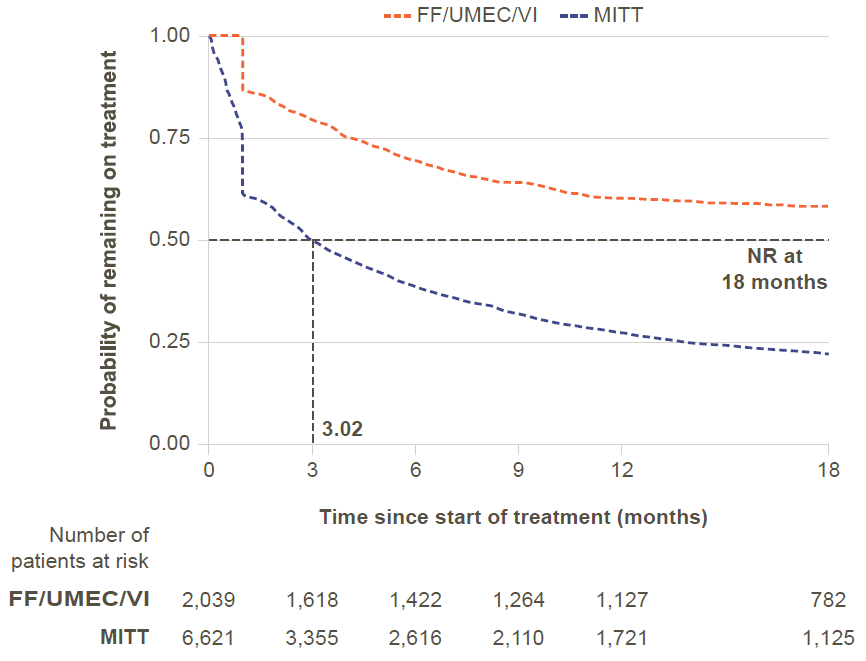 FF/UMEC/VI MITT
Probability of remaining on treatment
1.00
0.75
0.50
0.25
0.00
NR at
18 months
3.02
0 3 6 9 12 18
Time since start of treatment (months)
Number of
patients at risk
FF/UMEC/VI 2,039 1,618 1,422 1,264 1,127 782
MITT 6,621 3,355 2,616 2,110 1,721 1,125